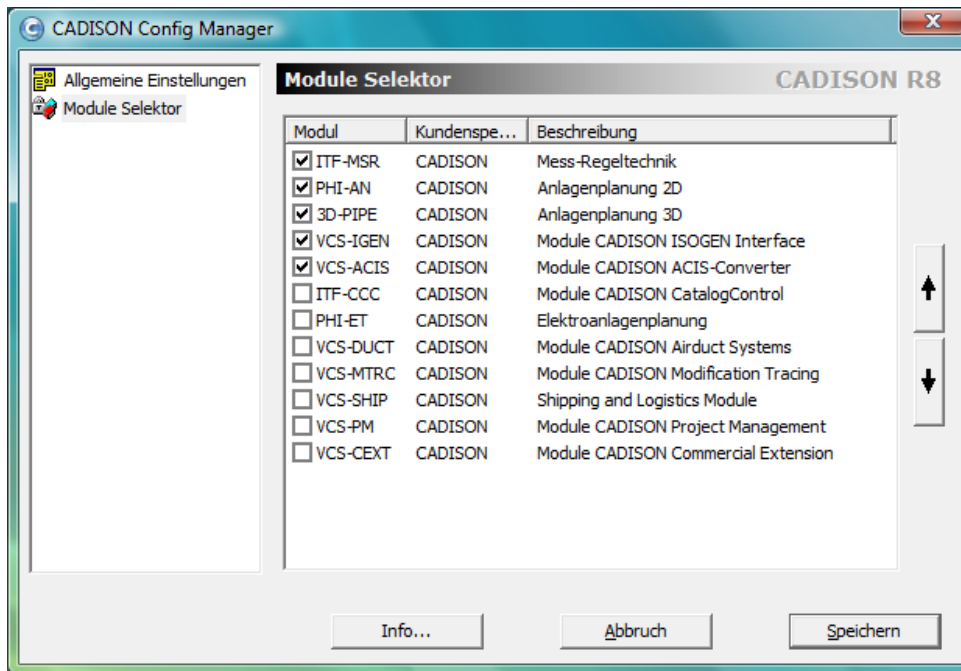 CADISON Config Manager
Allgemeine Einstellungen
Module Selektor
Module Selektor CADISON R8
Modul Kundenspe... Beschreibung
ITF-MSR CADISON Mess-Regeltechnik
PHI-AN CADISON Anlagenplanung 2D
3D-PIPE CADISON Anlagenplanung 3D
VCS-IGEN CADISON Module CADISON ISOGEN Interface
VCS-ACIS CADISON Module CADISON ACIS-Converter
ITF-CCC CADISON Module CADISON CatalogControl
PHI-ET CADISON Elektroanlagenplanung
VCS-DUCT CADISON Module CADISON Airduct Systems
VCS-MTRC CADISON Module CADISON Modification Tracing
VCS-SHIP CADISON Shipping and Logistics Module
VCS-PM CADISON Module CADISON Project Management
VCS-CEXT CADISON Module CADISON Commercial Extension
Info... Abbruch Speichern